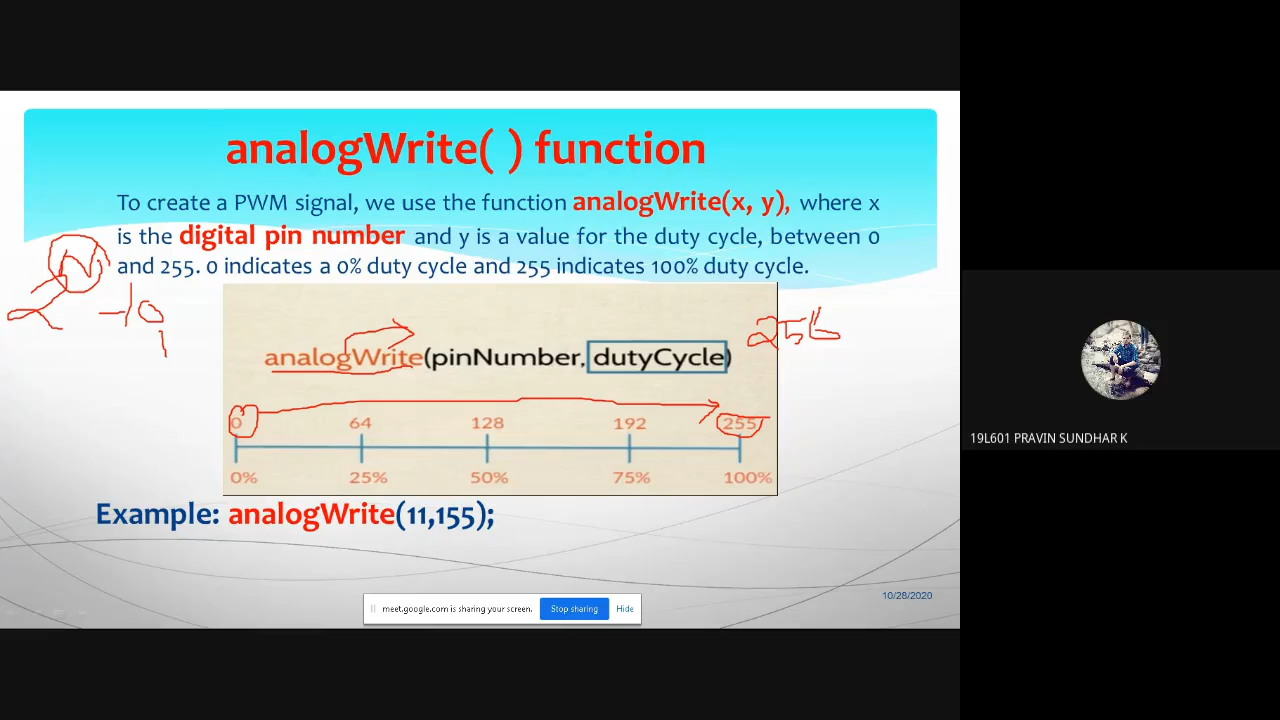 analogWrite( ) function
To create a PWM signal, we use the function analogWrite(x, y), where x
is the digital pin number and y is a value for the duty cycle, between 0
and 255. 0 indicates a 0% duty cycle and 255 indicates 100% duty cycle.
256
analogWrite(pinNumber, dutyCycle)
0 64 128 192 255
0% 25% 50% 75% 100%
Example: analogWrite(11,155);
19L601 PRAVIN SUNDHAR K
10/28/2020
meet.google.com is sharing your screen. Stop sharing Hide